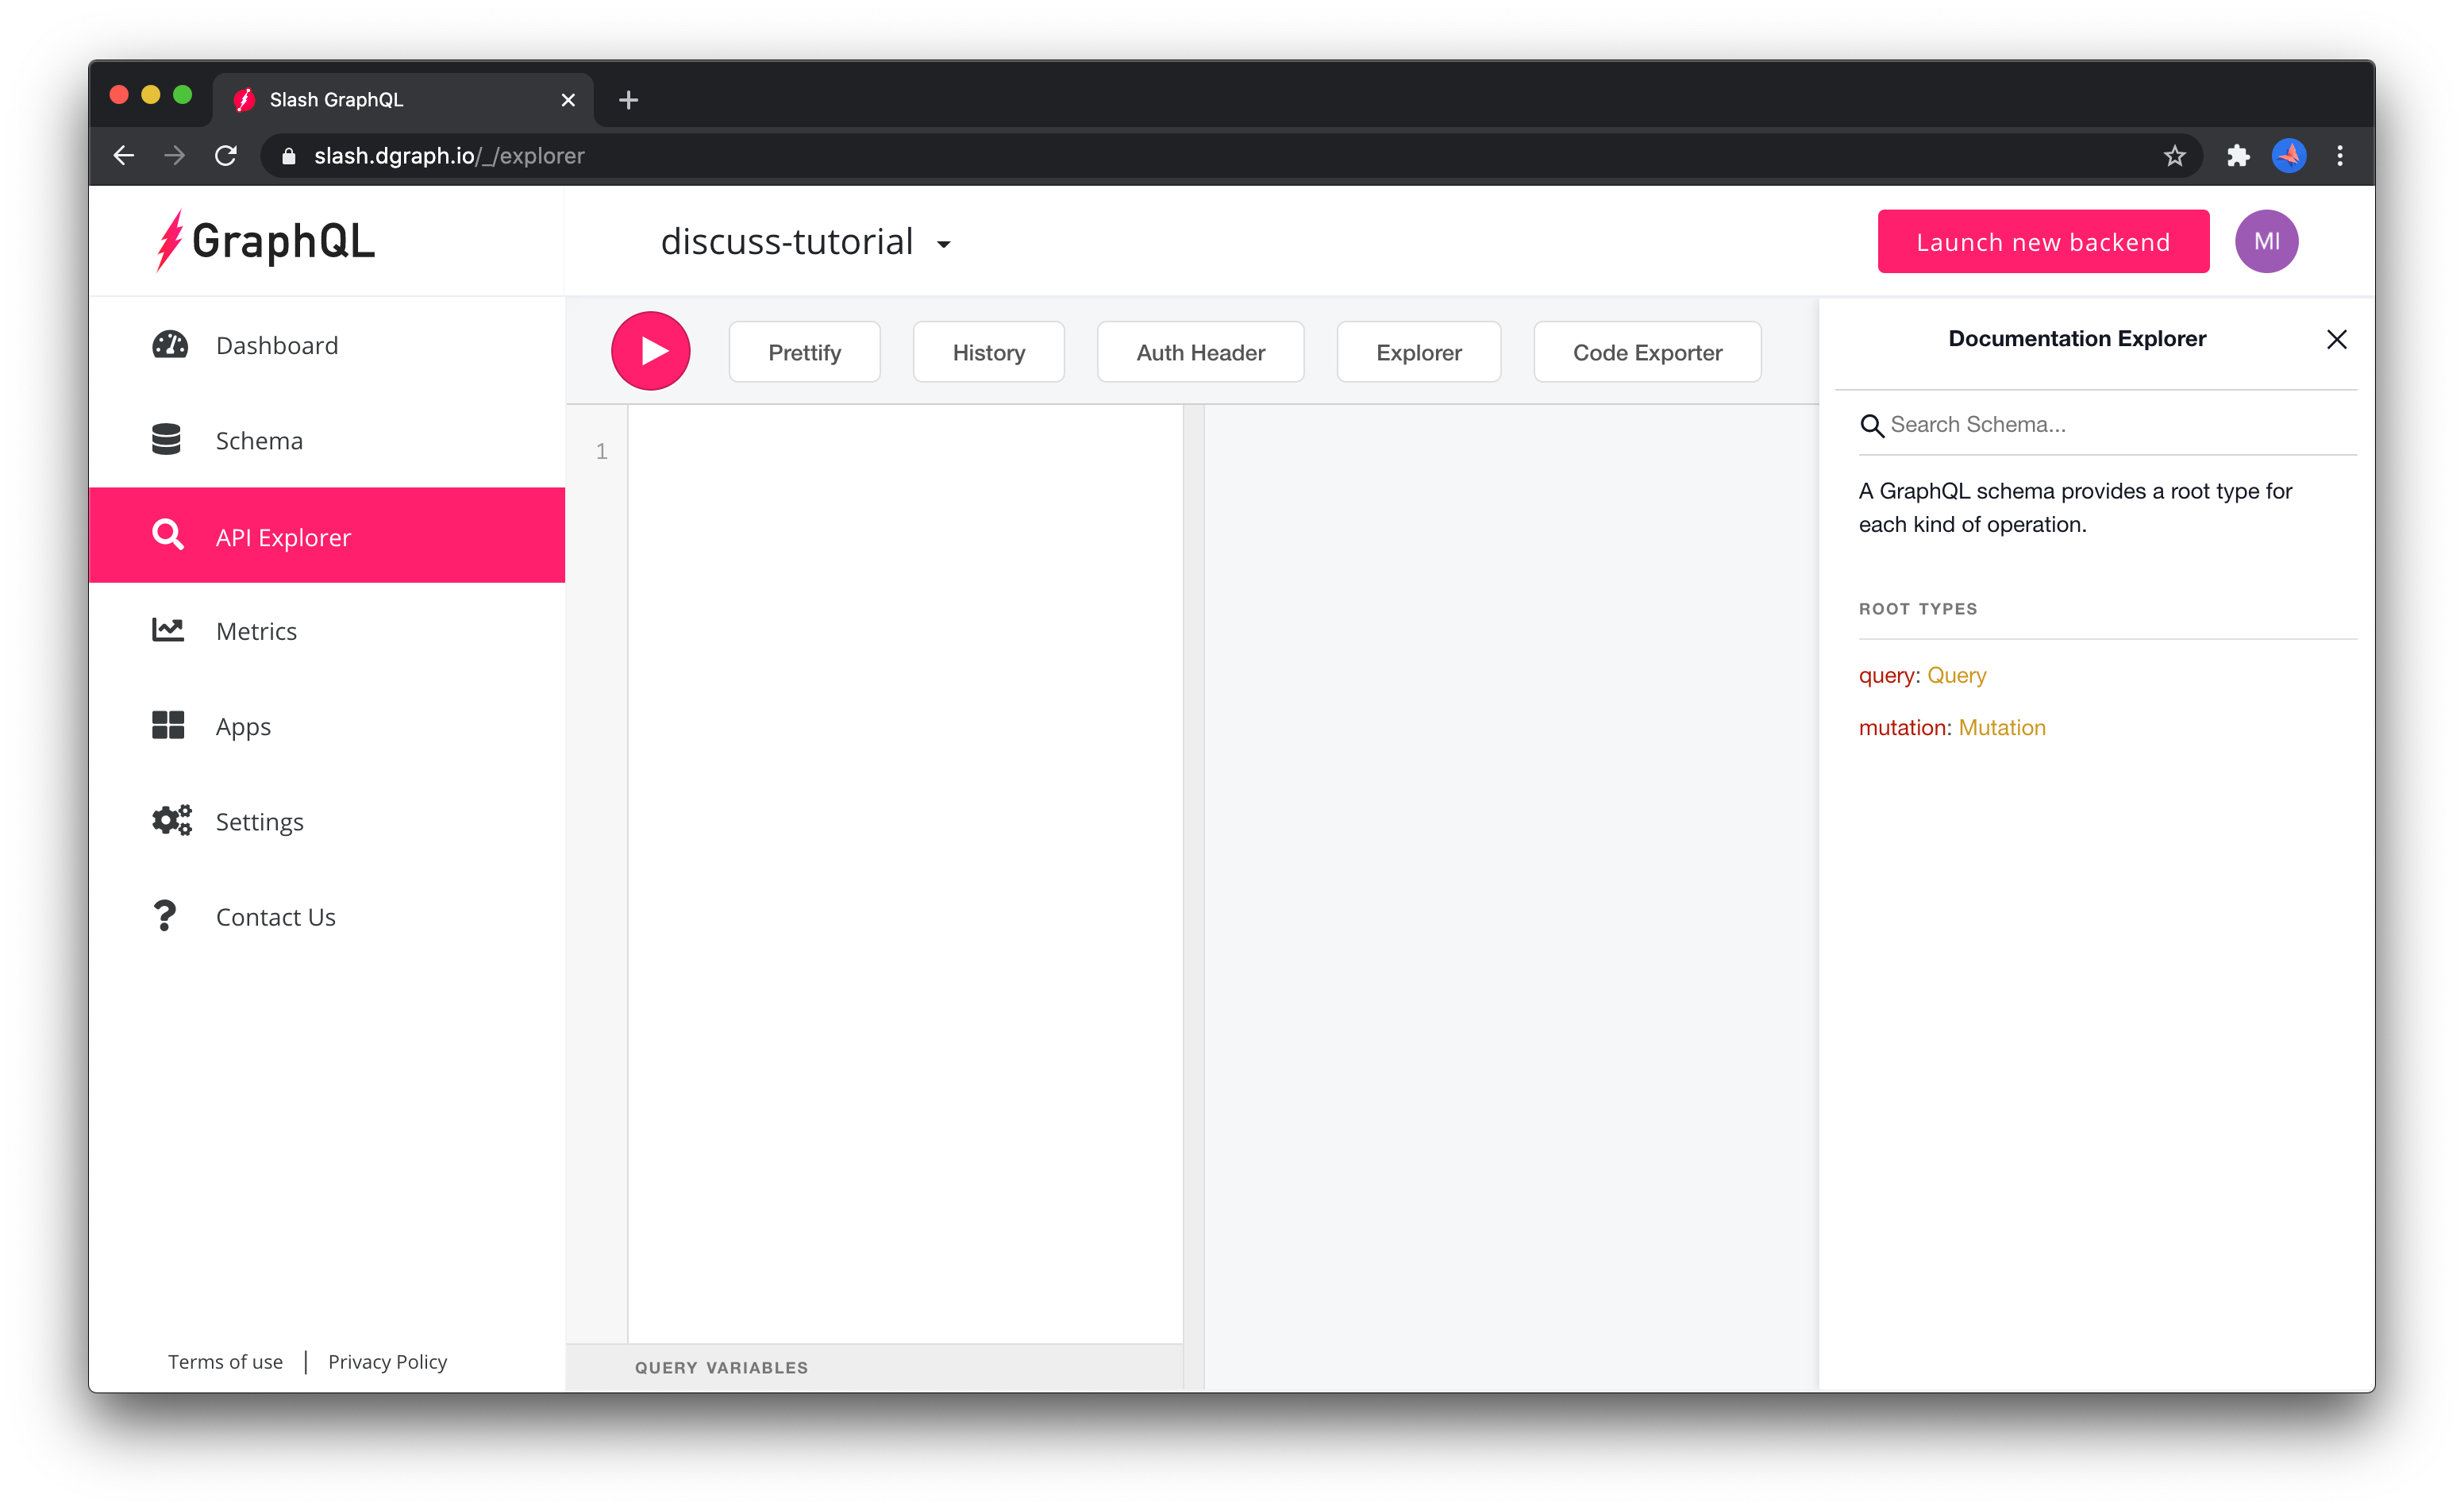 Slash GraphQL
slash.dgraph.io/_/explorer
GraphQL
discuss-tutorial
Launch new backend
MI
Dashboard
Schema
API Explorer
Metrics
Apps
Settings
Contact Us
Terms of use | Privacy Policy
Prettify
History
Auth Header
Explorer
Code Exporter
1
QUERY VARIABLES
Documentation Explorer
Search Schema...
A GraphQL schema provides a root type for
each kind of operation.
ROOT TYPES
query: Query
mutation: Mutation